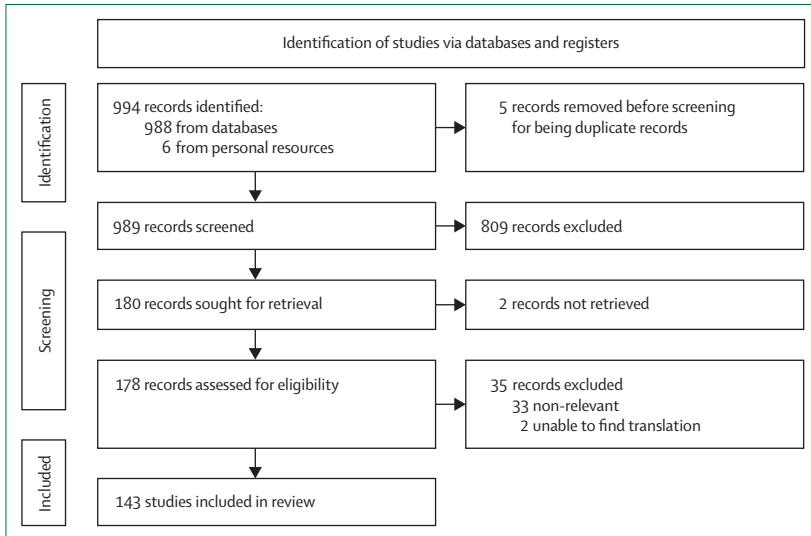 Identification of studies via databases and registers
Identification
994 records identified:
988 from databases
6 from personal resources
5 records removed before screening
for being duplicate records
Screening
989 records screened
809 records excluded
180 records sought for retrieval
2 records not retrieved
178 records assessed for eligibility
35 records excluded
33 non-relevant
2 unable to find translation
Included
143 studies included in review